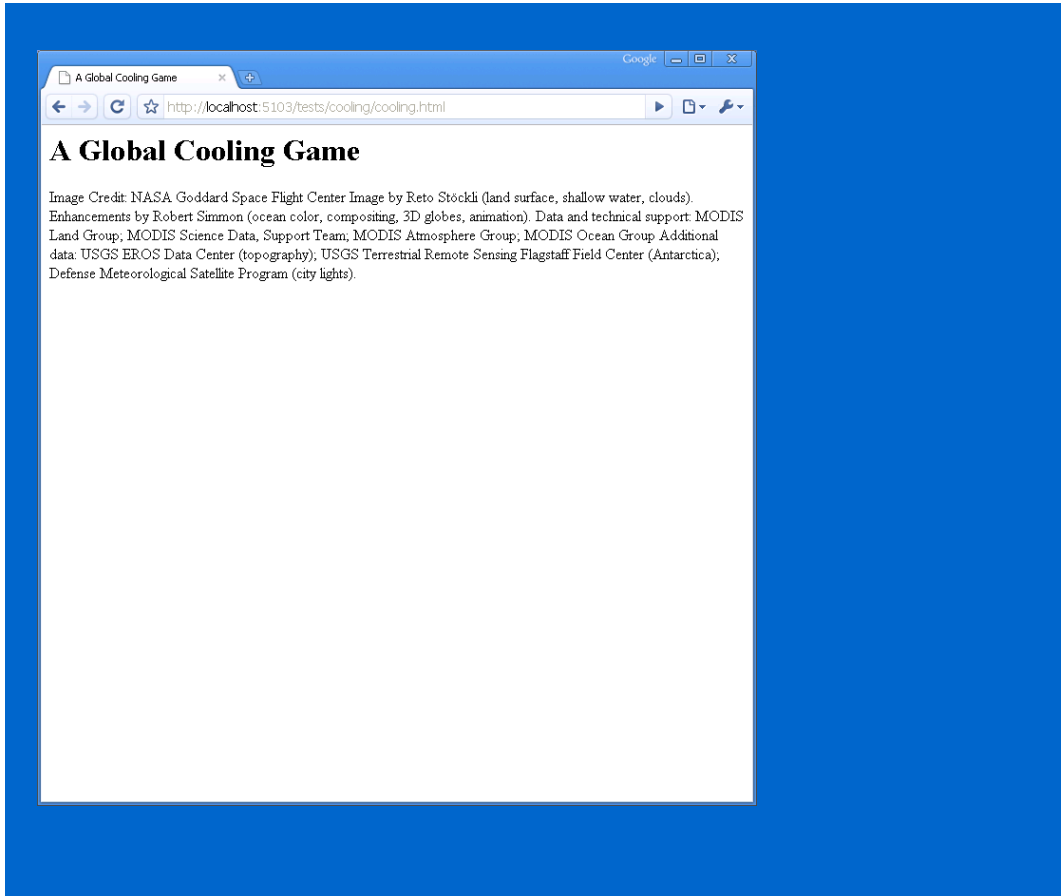 Google
A Global Cooling Game
http://localhost:5103/tests/cooling/cooling.html
A Global Cooling Game
Image Credit: NASA Goddard Space Flight Center Image by Reto Stöckli (land surface, shallow water, clouds).
Enhancements by Robert Simmon (ocean color, compositing, 3D globes, animation). Data and technical support: MODIS
Land Group; MODIS Science Data, Support Team; MODIS Atmosphere Group; MODIS Ocean Group Additional
data: USGS EROS Data Center (topography); USGS Terrestrial Remote Sensing Flagstaff Field Center (Antarctica);
Defense Meteorological Satellite Program (city lights).